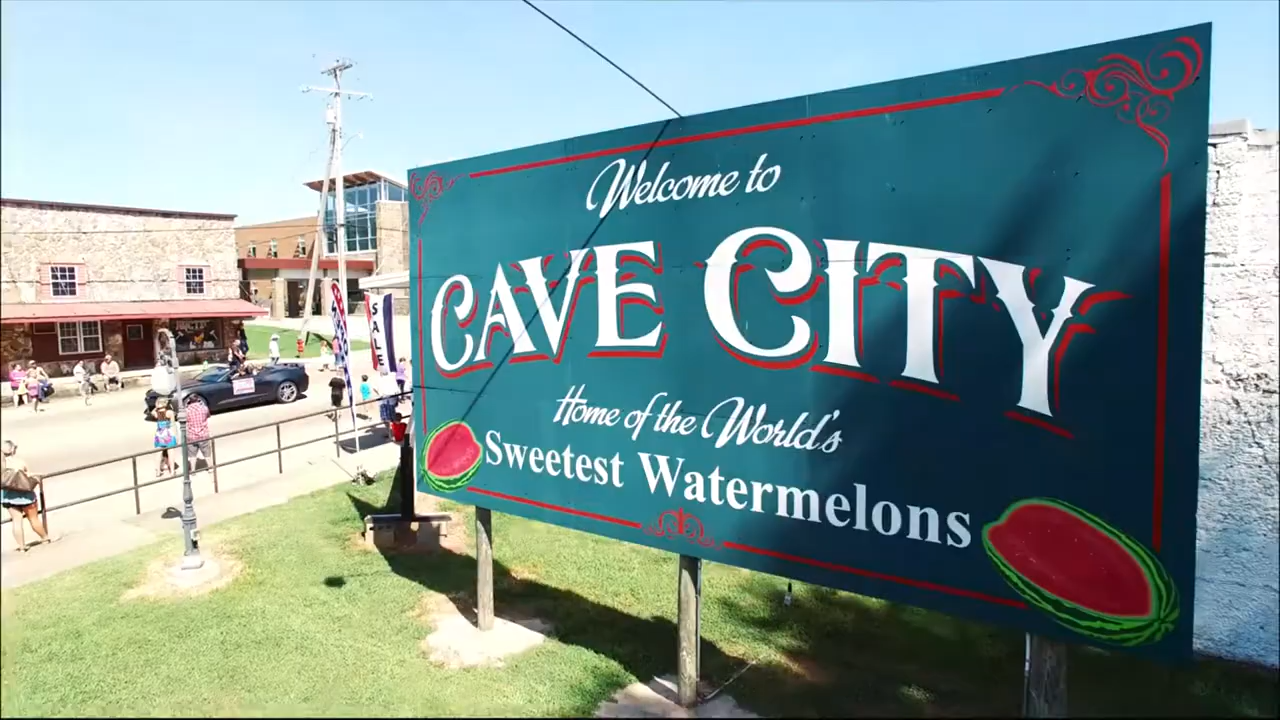 Welcome to
CAVE CITY
Home of the World's
Sweetest Watermelons
SALE